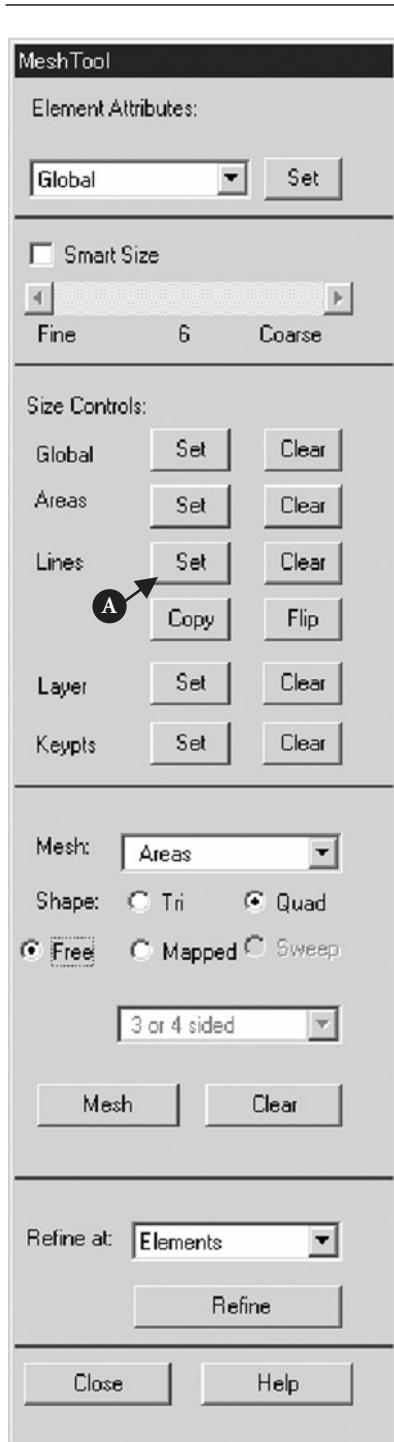 MeshTool
Element Attributes:
Global Set
Smart Size
Fine 6 Coarse
Size Controls:
Global Set Clear
Areas Set Clear
Lines Set Clear
A
Copy Flip
Layer Set Clear
Keypts Set Clear
Mesh: Areas
Shape: Tri Quad
Free Mapped Sweep
3 or 4 sided
Mesh Clear
Refine at: Elements
Refine
Close Help